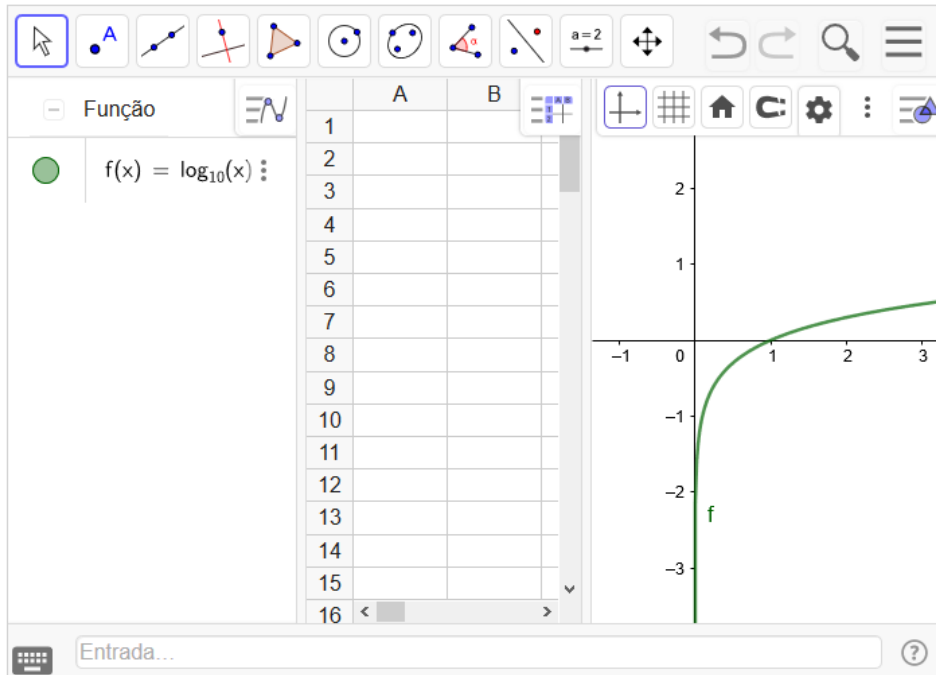 A
α
a = 2
Função
f(x) = log₁₀(x)
A B
1
2
3
4
5
6
7
8
9
10
11
12
13
14
15
16
2
1
–1 0 1 2 3
–1
–2
f
–3
Entrada...
?